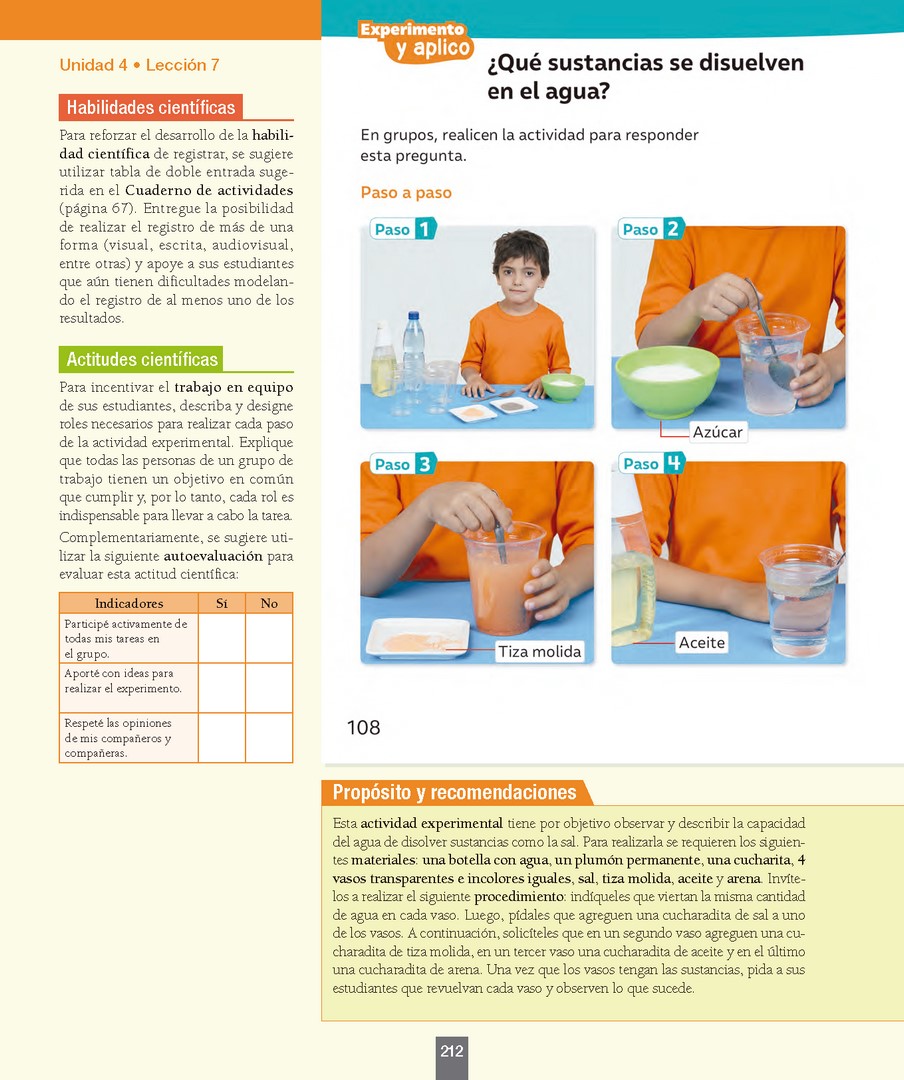 Unidad 4 • Lección 7
Habilidades científicas
Para reforzar el desarrollo de la habili-
dad científica de registrar, se sugiere
utilizar tabla de doble entrada suge-
rida en el Cuaderno de actividades
(página 67). Entregue la posibilidad
de realizar el registro de más de una
forma (visual, escrita, audiovisual,
entre otras) y apoye a sus estudiantes
que aún tienen dificultades modelan-
do el registro de al menos uno de los
resultados.
Actitudes científicas
Para incentivar el trabajo en equipo
de sus estudiantes, describa y designe
roles necesarios para realizar cada paso
de la actividad experimental. Explique
que todas las personas de un grupo de
trabajo tienen un objetivo en común
que cumplir y, por lo tanto, cada rol es
indispensable para llevar a cabo la tarea.
Complementariamente, se sugiere uti-
lizar la siguiente autoevaluación para
evaluar esta actitud científica:
Indicadores Sí No
Participé activamente de
todas mis tareas en
el grupo.
Aporté con ideas para
realizar el experimento.
Respeté las opiniones
de mis compañeros y
compañeras.
Experimento
y aplico
¿Qué sustancias se disuelven
en el agua?
En grupos, realicen la actividad para responder
esta pregunta.
Paso a paso
Paso 1
Paso 2
Azúcar
Paso 3
Tiza molida
Paso 4
Aceite
108
Propósito y recomendaciones
Esta actividad experimental tiene por objetivo observar y describir la capacidad
del agua de disolver sustancias como la sal. Para realizarla se requieren los siguien-
tes materiales: una botella con agua, un plumón permanente, una cucharita, 4
vasos transparentes e incoloros iguales, sal, tiza molida, aceite y arena. Invíte-
los a realizar el siguiente procedimiento: indíqueles que viertan la misma cantidad
de agua en cada vaso. Luego, pídales que agreguen una cucharadita de sal a uno
de los vasos. A continuación, solicíteles que en un segundo vaso agreguen una cu-
charadita de tiza molida, en un tercer vaso una cucharadita de aceite y en el último
una cucharadita de arena. Una vez que los vasos tengan las sustancias, pida a sus
estudiantes que revuelvan cada vaso y observen lo que sucede.
212